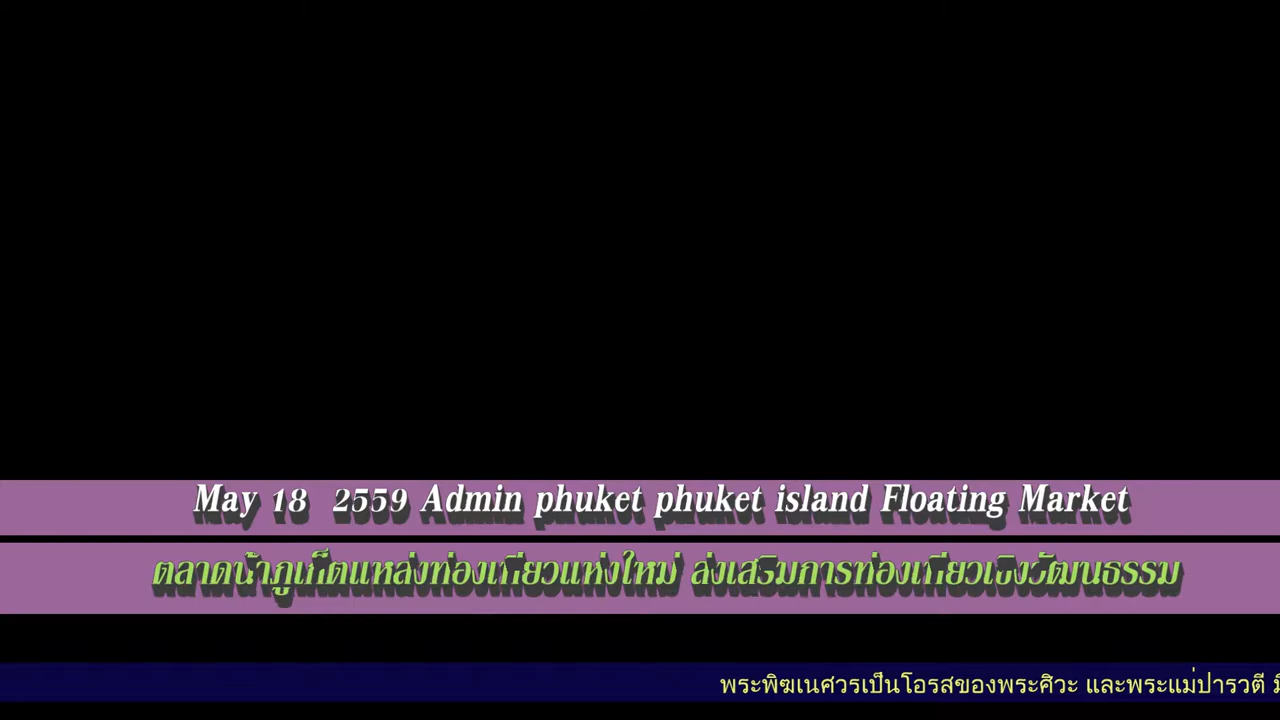 May 18 2559 Admin phuket phuket island Floating Market
ตลาดน้ำภูเก็ตแหล่งท่องเที่ยวแห่งใหม่ ส่งเสริมการท่องเที่ยวเชิงวัฒนธรรม
พระพิฆเนศวรเป็นโอรสของพระศิวะ และพระแม่ปารวตี มี